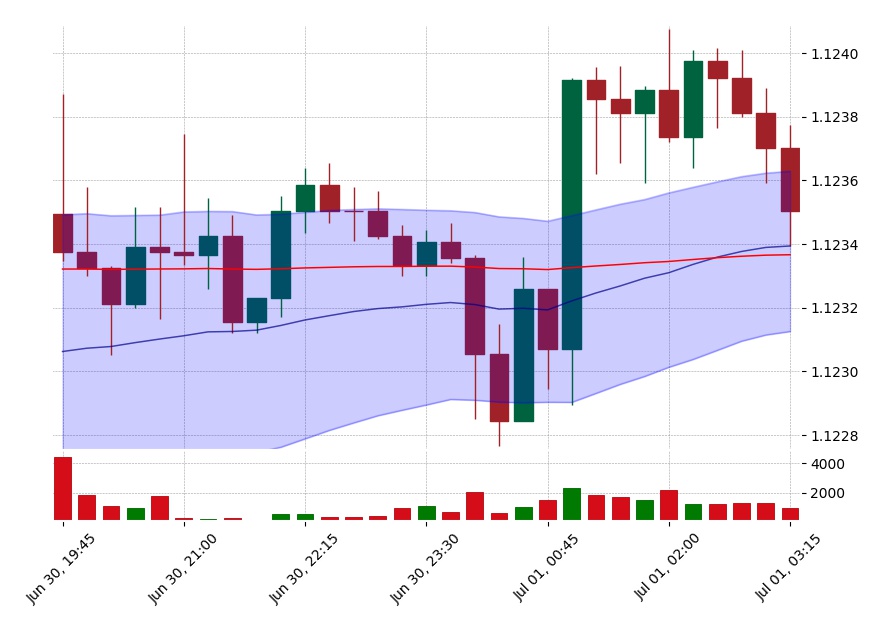 1.1240
1.1238
1.1236
1.1234
1.1232
1.1230
1.1228
4000
2000
Jun 30, 19:45
Jun 30, 21:00
Jun 30, 22:15
Jun 30, 23:30
Jul 01, 00:45
Jul 01, 02:00
Jul 01, 03:15